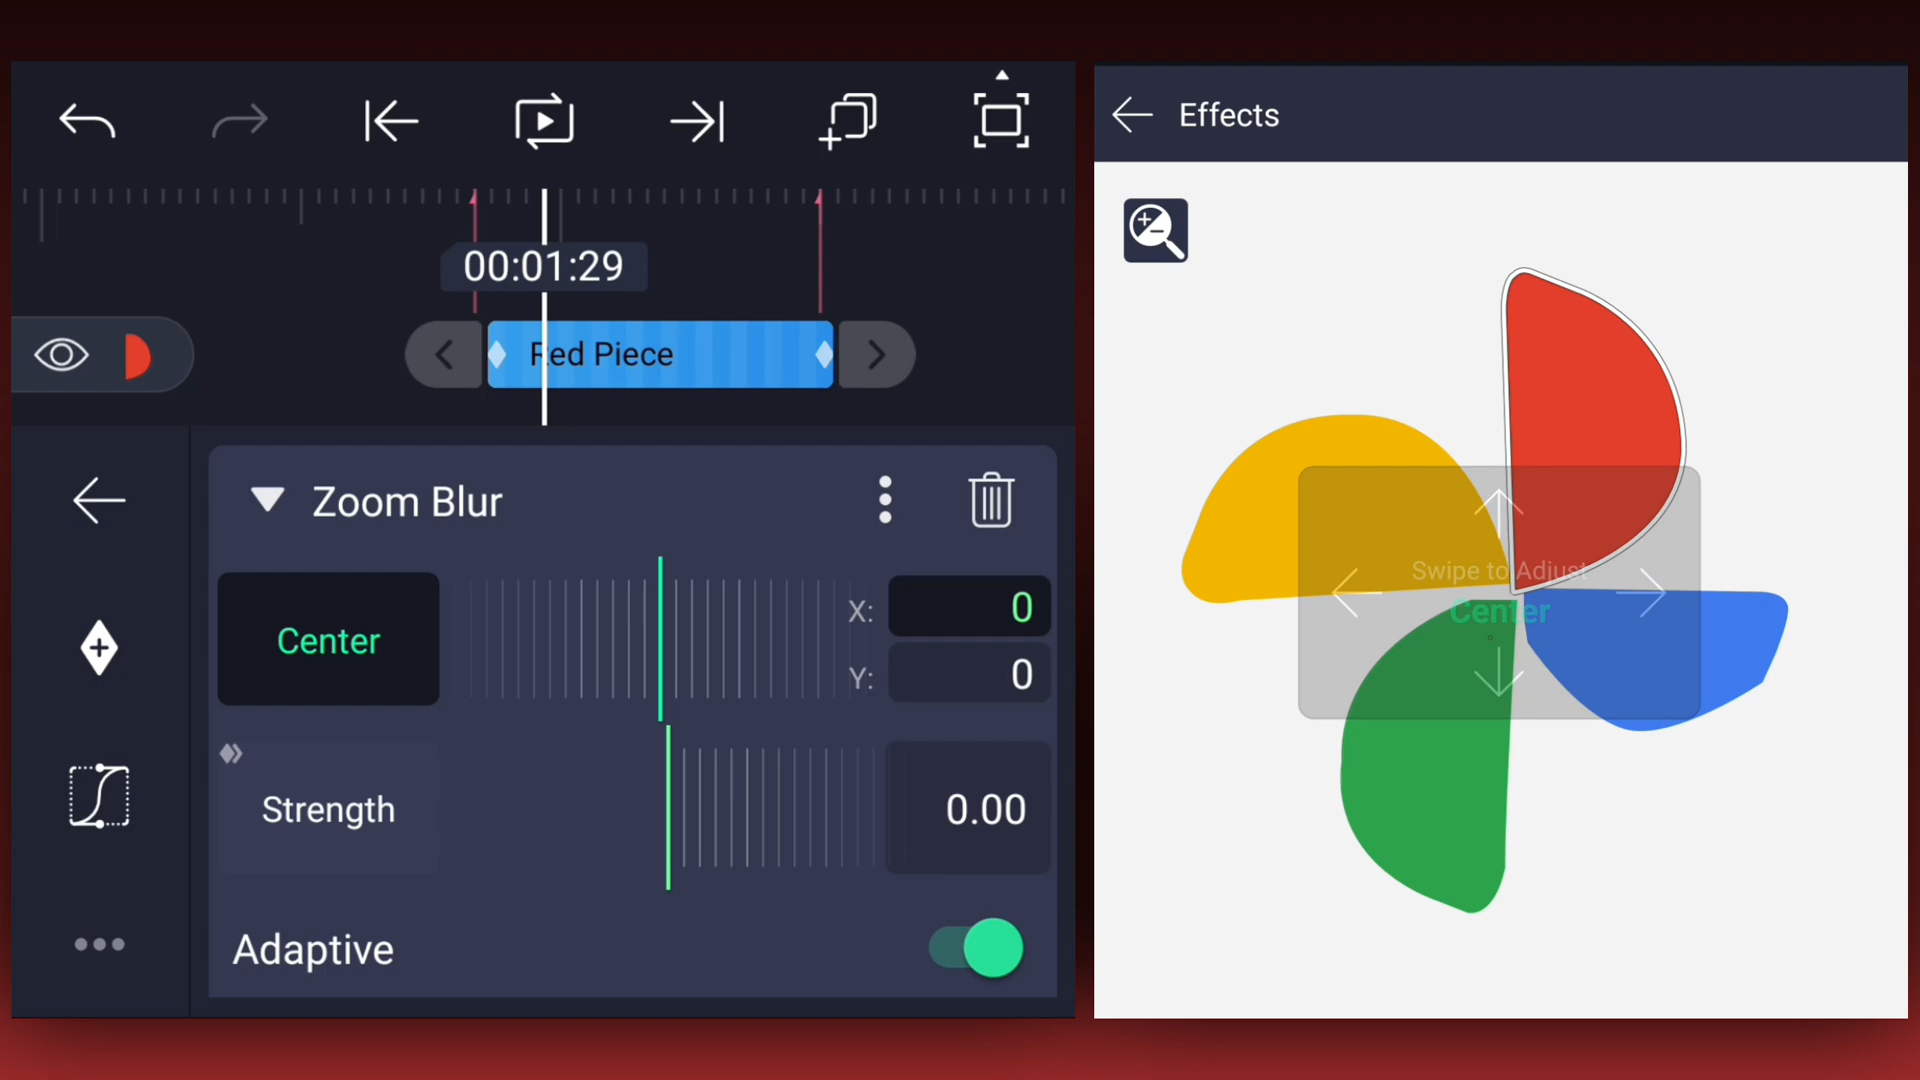 00:01:29
Red Piece
Zoom Blur
Center
X:
0
Y:
0
Strength
0.00
Adaptive
Effects
Swipe to Adjust
Center